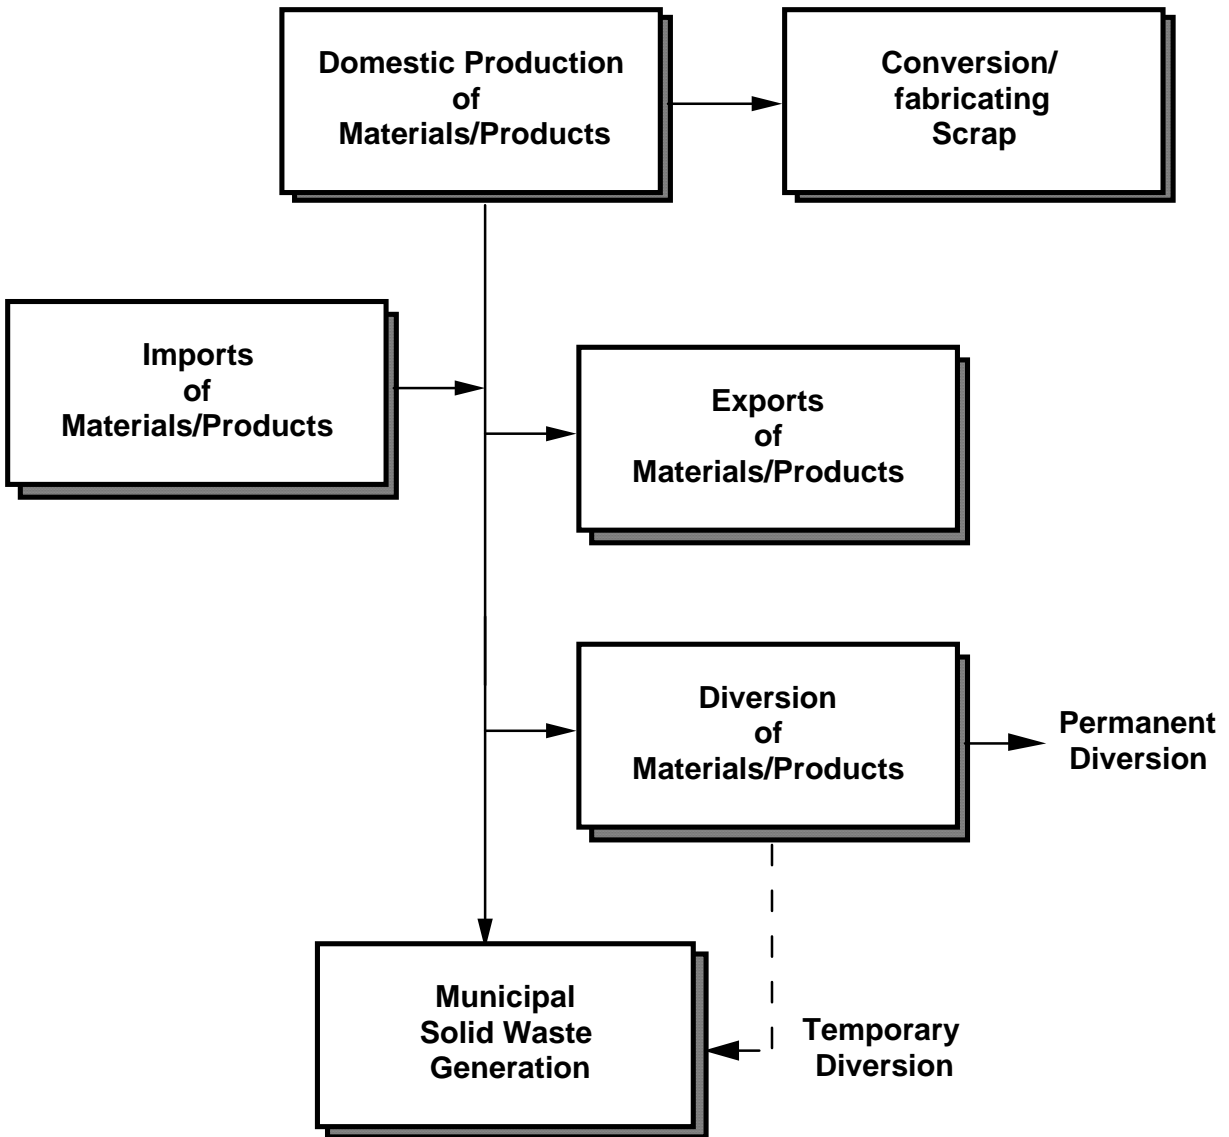 Domestic Production
of
Materials/Products
Conversion/
fabricating
Scrap
Imports
of
Materials/Products
Exports
of
Materials/Products
Diversion
of
Materials/Products
Permanent
Diversion
Municipal
Solid Waste
Generation
Temporary
Diversion